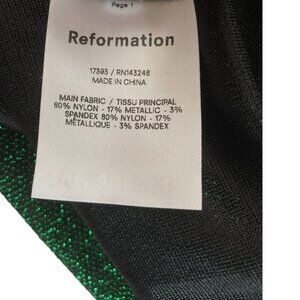 Page 1
Reformation
17393 / RN143248
MADE IN CHINA
MAIN FABRIC / TISSU PRINCIPAL
80% NYLON - 17% METALLIC - 3%
SPANDEX 80% NYLON - 17%
MÉTALLIQUE - 3% SPANDEX